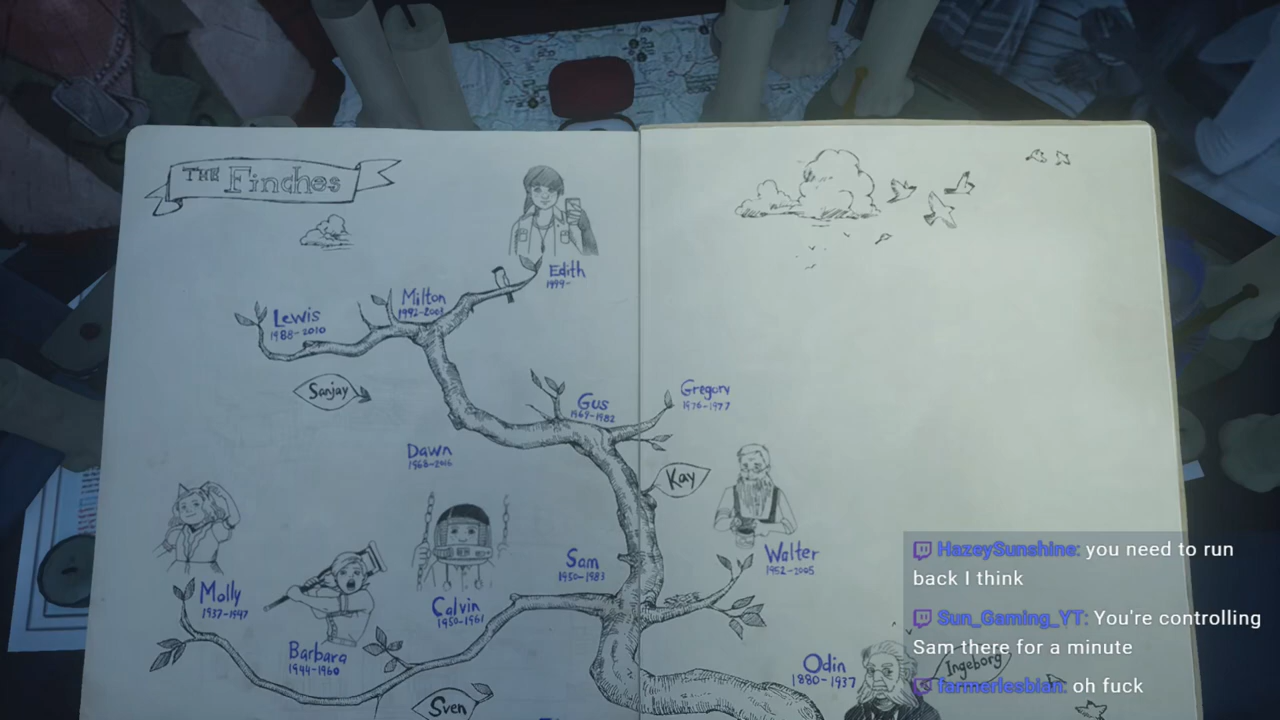 THE Finches
Edith
1999-
Milton
1992-2003
Lewis
1988-2010
Sanjay
Gregory
1976-1977
Gus
1969-1982
Dawn
1968-2016
Kay
Walter
1952-2005
Sam
1950-1983
Molly
1937-1947
Calvin
1950-1961
Barbara
1944-1960
Odin
1880-1937
Ingeborg
Sven
HazeySunshine: you need to run
back I think
Sun_Gaming_YT: You're controlling
Sam there for a minute
farmerlesbian: oh fuck